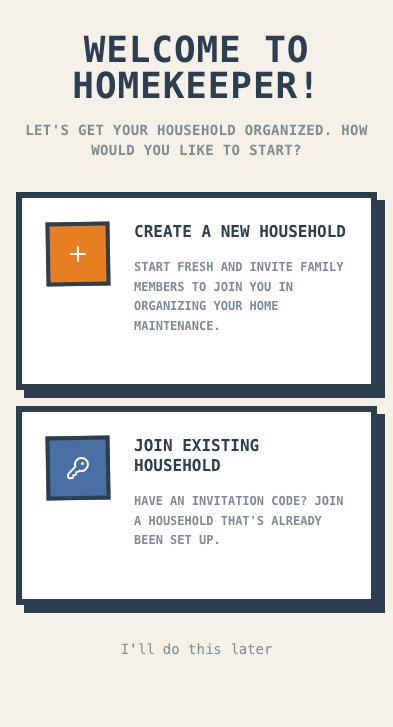 WELCOME TO
HOMEKEEPER!
LET'S GET YOUR HOUSEHOLD ORGANIZED. HOW
WOULD YOU LIKE TO START?
CREATE A NEW HOUSEHOLD
START FRESH AND INVITE FAMILY
MEMBERS TO JOIN YOU IN
ORGANIZING YOUR HOME
MAINTENANCE.
JOIN EXISTING
HOUSEHOLD
HAVE AN INVITATION CODE? JOIN
A HOUSEHOLD THAT'S ALREADY
BEEN SET UP.
I'll do this later